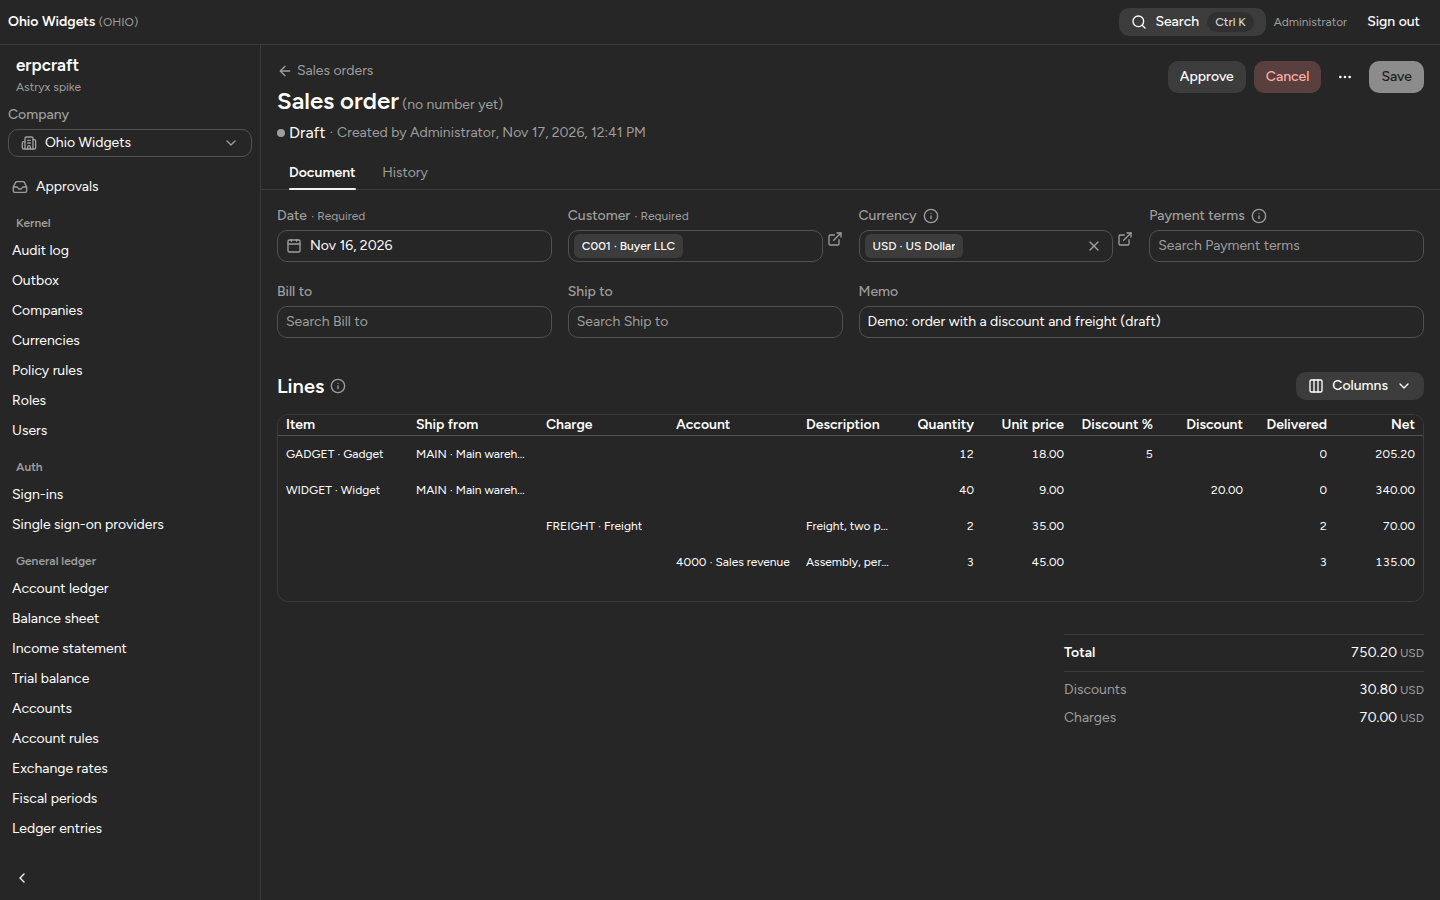 Ohio Widgets (OHIO)
Search Ctrl K Administrator Sign out
erpcraft
Astryx spike
Company
Ohio Widgets
Approvals
Kernel
Audit log
Outbox
Companies
Currencies
Policy rules
Roles
Users
Auth
Sign-ins
Single sign-on providers
General ledger
Account ledger
Balance sheet
Income statement
Trial balance
Accounts
Account rules
Exchange rates
Fiscal periods
Ledger entries
Sales orders
Approve Cancel ... Save
Sales order (no number yet)
Draft · Created by Administrator, Nov 17, 2026, 12:41 PM
Document History
Date · Required Customer · Required Currency Payment terms
Nov 16, 2026 C001 · Buyer LLC USD · US Dollar Search Payment terms
Bill to Ship to Memo
Search Bill to Search Ship to Demo: order with a discount and freight (draft)
Lines Columns
Item Ship from Charge Account Description Quantity Unit price Discount % Discount Delivered Net
GADGET · Gadget MAIN · Main wareh... 12 18.00 5 0 205.20
WIDGET · Widget MAIN · Main wareh... 40 9.00 20.00 0 340.00
FREIGHT · Freight Freight, two p... 2 35.00 2 70.00
4000 · Sales revenue Assembly, per... 3 45.00 3 135.00
Total 750.20 USD
Discounts 30.80 USD
Charges 70.00 USD